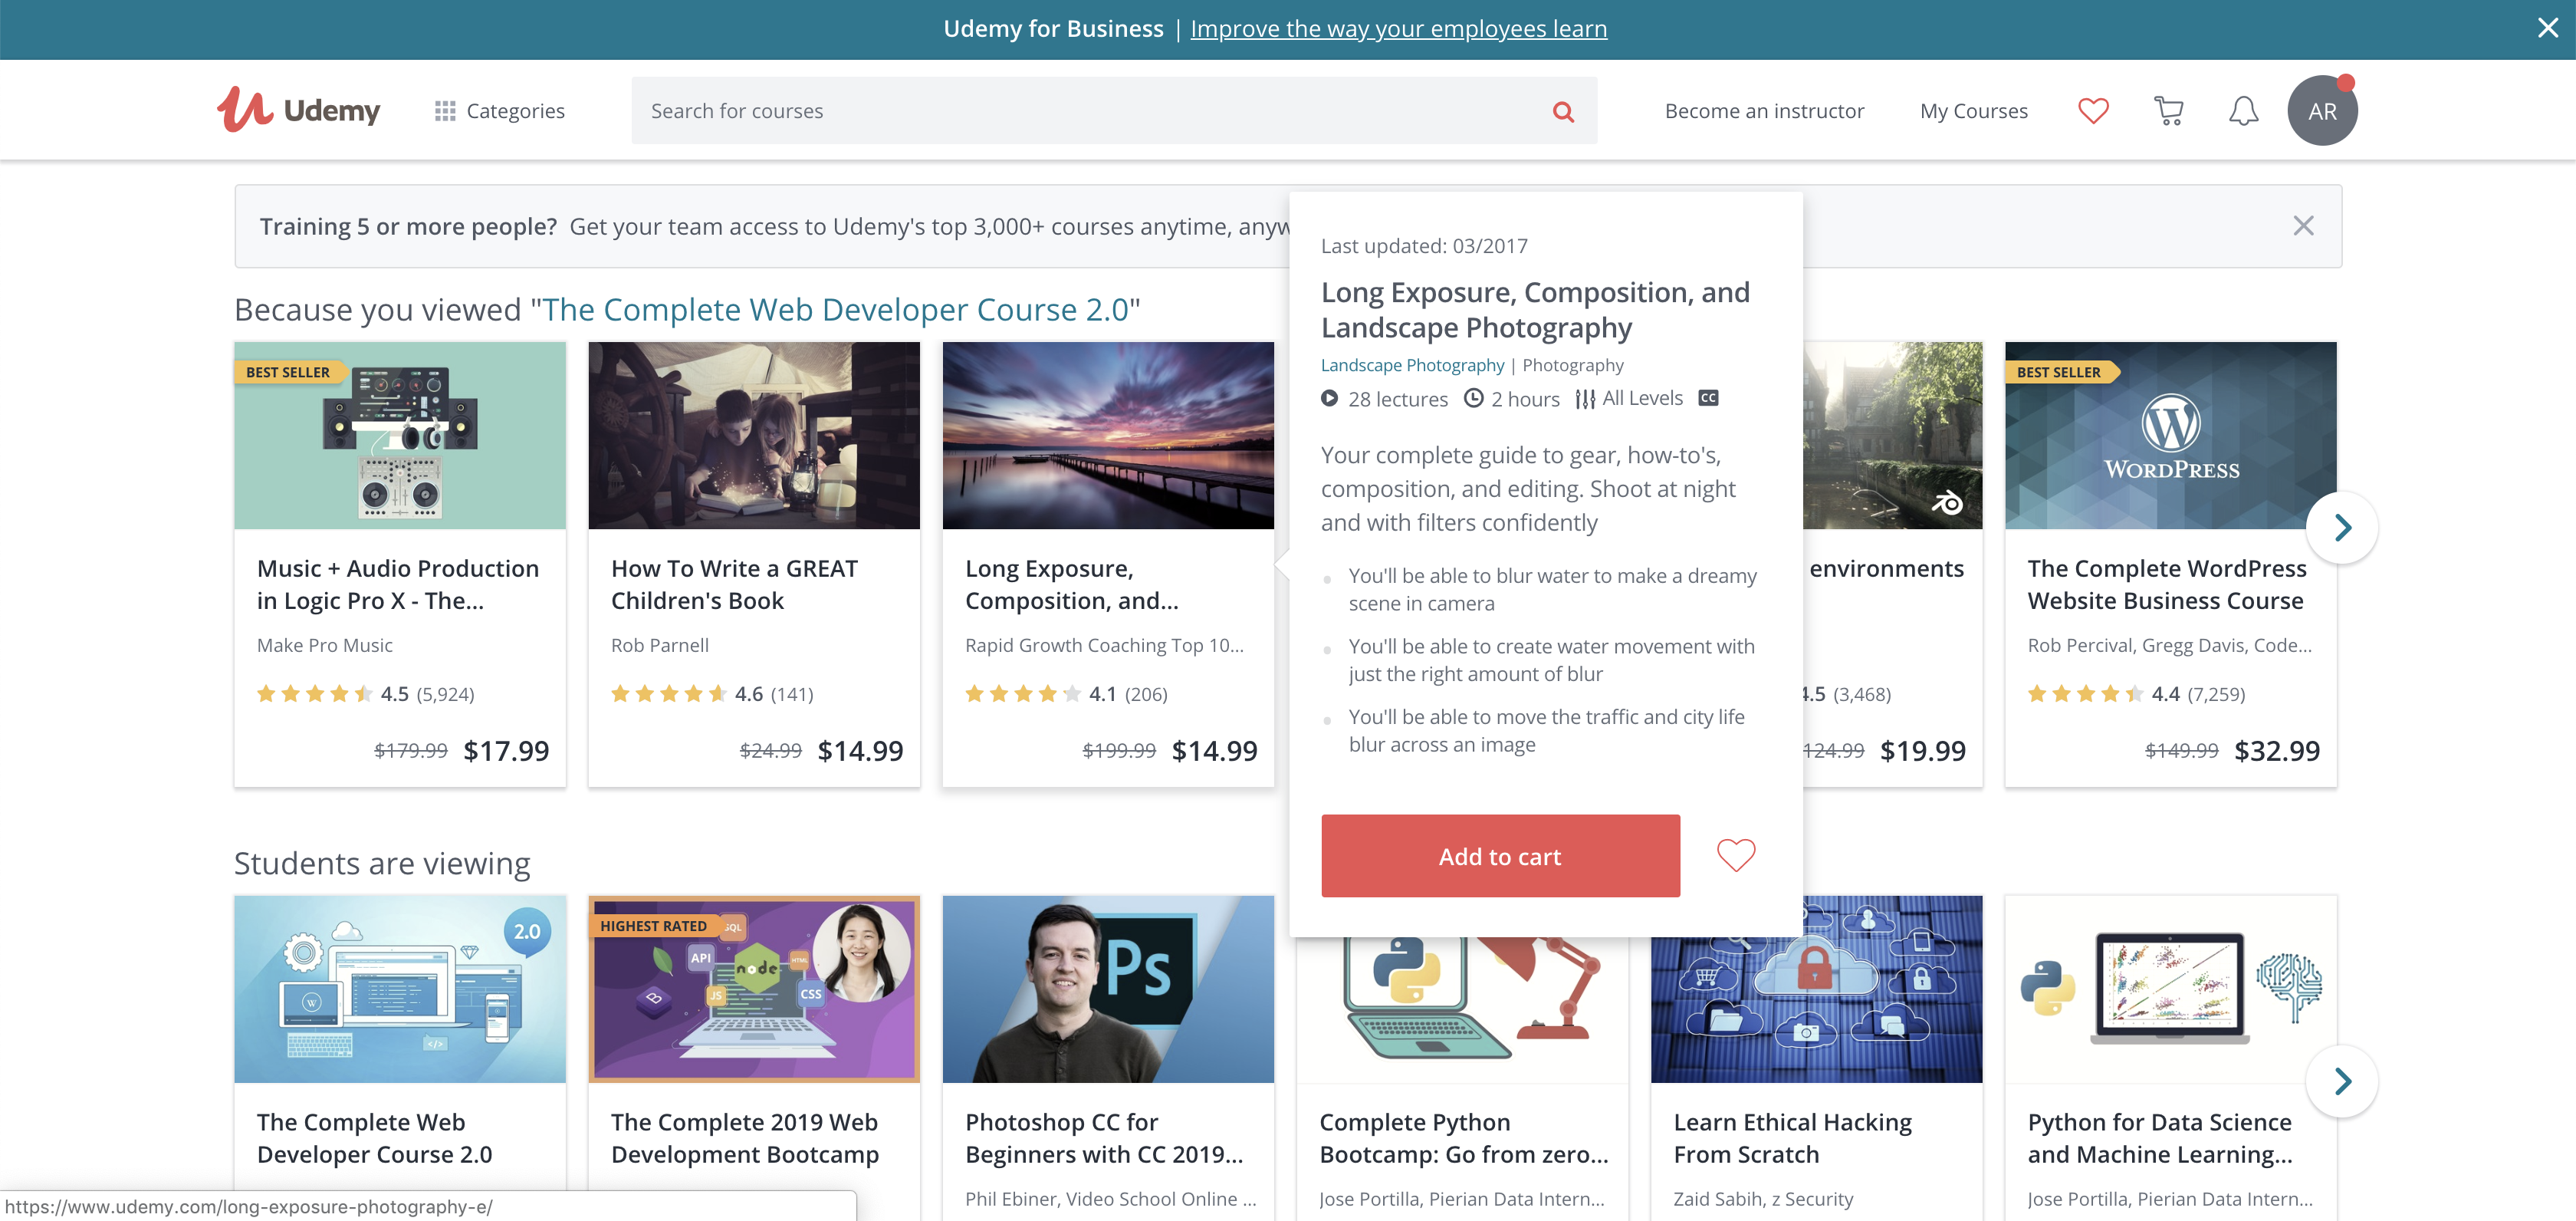 Udemy for Business | Improve the way your employees learn
Udemy
Categories
Search for courses
Become an instructor
My Courses
AR
Training 5 or more people? Get your team access to Udemy's top 3,000+ courses anytime,
Because you viewed "The Complete Web Developer Course 2.0"
BEST SELLER
Music + Audio Production
in Logic Pro X - The...
Make Pro Music
4.5 (5,924)
$179.99 $17.99
How To Write a GREAT
Children's Book
Rob Parnell
4.6 (141)
$24.99 $14.99
Long Exposure,
Composition, and...
Rapid Growth Coaching Top 10...
4.1 (206)
$199.99 $14.99
Last updated: 03/2017
Long Exposure, Composition, and
Landscape Photography
Landscape Photography | Photography
28 lectures 2 hours All Levels CC
Your complete guide to gear, how-to's,
composition, and editing. Shoot at night
and with filters confidently
You'll be able to blur water to make a dreamy
scene in camera
You'll be able to create water movement with
just the right amount of blur
You'll be able to move the traffic and city life
blur across an image
Add to cart
environments
(3,468)
$19.99
BEST SELLER
WORDPRESS
The Complete WordPress
Website Business Course
Rob Percival, Gregg Davis, Code...
4.4 (7,259)
$149.99 $32.99
Students are viewing
2.0
The Complete Web
Developer Course 2.0
HIGHEST RATED
SQL
API
node
HTML
JS
CSS
The Complete 2019 Web
Development Bootcamp
Ps
Photoshop CC for
Beginners with CC 2019...
Phil Ebiner, Video School Online ...
Complete Python
Bootcamp: Go from zero...
Jose Portilla, Pierian Data Intern...
Learn Ethical Hacking
From Scratch
Zaid Sabih, z Security
Python for Data Science
and Machine Learning...
Jose Portilla, Pierian Data Intern...
https://www.udemy.com/long-exposure-photography-e/